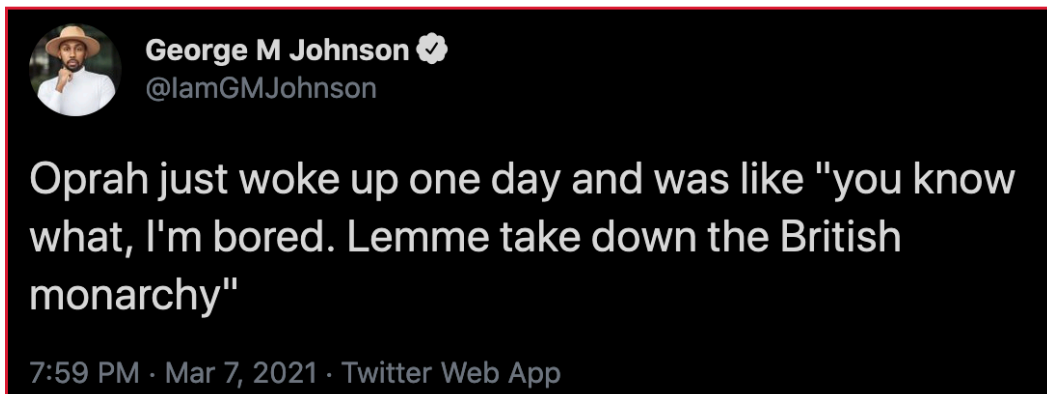 George M Johnson
@IamGMJohnson
Oprah just woke up one day and was like "you know
what, I'm bored. Lemme take down the British
monarchy"
7:59 PM · Mar 7, 2021 · Twitter Web App